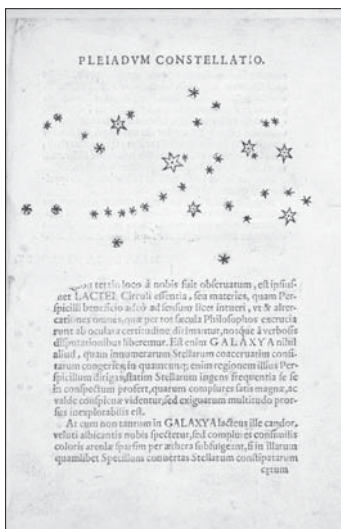 PLEIADVM CONSTELLATIO.
Quod tertio loco à nobis fuit obseruatum, est ipsius-
met LACTEI Circuli essentia, seu materies, quam Per-
spicilli beneficio adeò ad sensum licet intueri, vt & alter-
cationes omnes, quæ per tot sæcula Philosophos excrucia
runt ab oculata certitudine dirimantur, nosque à verbosis
disputationibus liberemur. Est enim GALAXYA nihil
aliud, quam innumerarum Stellarum coaceruatim consi-
tarum congeries; in quamcunq; enim regionem illius Per-
spicillum dirigas, statim Stellarum ingens frequentia se se
in conspectum profert, quarum complures satis magnæ, ac
valde conspicuæ videntur, sed exiguarum multitudo pror-
sus inexplorabilis est.
At cum non tantum in GALAXYA lacteus ille candor,
veluti albicantis nubis spectetur, sed complures consimilis
coloris areolæ sparsim per æthera subfulgeant, si in illarum
quamlibet Specillum conuertas Stellarum constipatarum
cętum